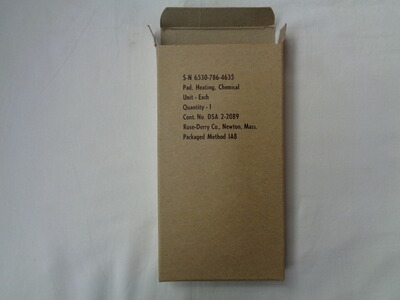 S-N 6530-786-4635
Pad, Heating, Chemical
Unit - Each
Quantity - 1
Cont. No. DSA 2-2089
Rose-Derry Co., Newton, Mass.
Packaged Method IAB